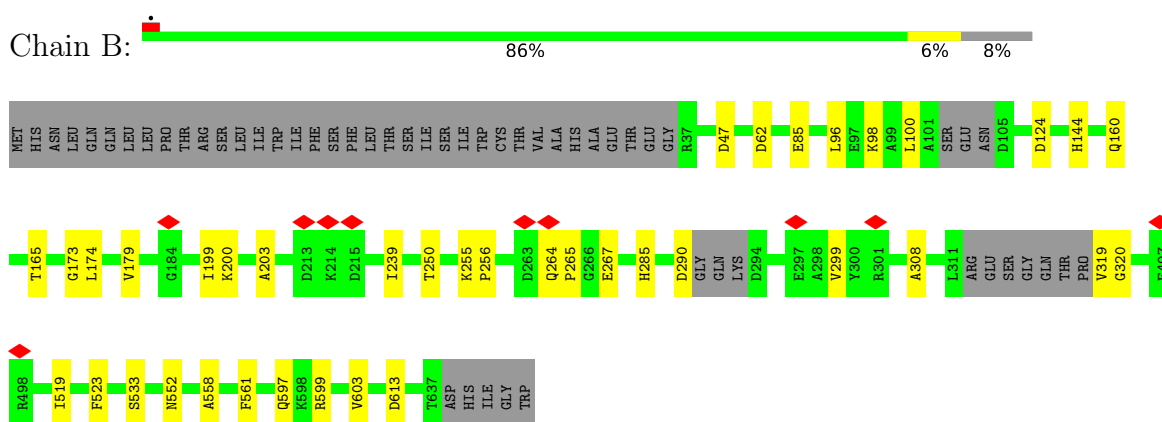 Chain B:
86% 6% 8%
MET HIS ASN LEU GLN GLN LEU LEU PRO THR ARG SER LEU ILE TRP ILE PHE SER PHE LEU THR SER ILE SER ILE TRP CYS THR VAL ALA HIS ALA GLU THR GLU GLY R37 D47 D62 E85 L96 E97 K98 A99 L100 A101 SER GLU ASN D105 D124 H144 Q160
T165 G173 L174 V179 G184 I199 K200 A203 D213 K214 D215 I239 T250 K255 P256 D263 Q264 P265 G266 E267 H285 D290 GLY GLN LYS D294 E297 A298 V299 Y300 R301 A308 L311 ARG GLU SER GLY GLN THR PRO V319 G320
R498 I519 F523 S533 N552 A558 F561 Q597 K598 R599 V603 D613 T637 ASP HIS ILE GLY TRP